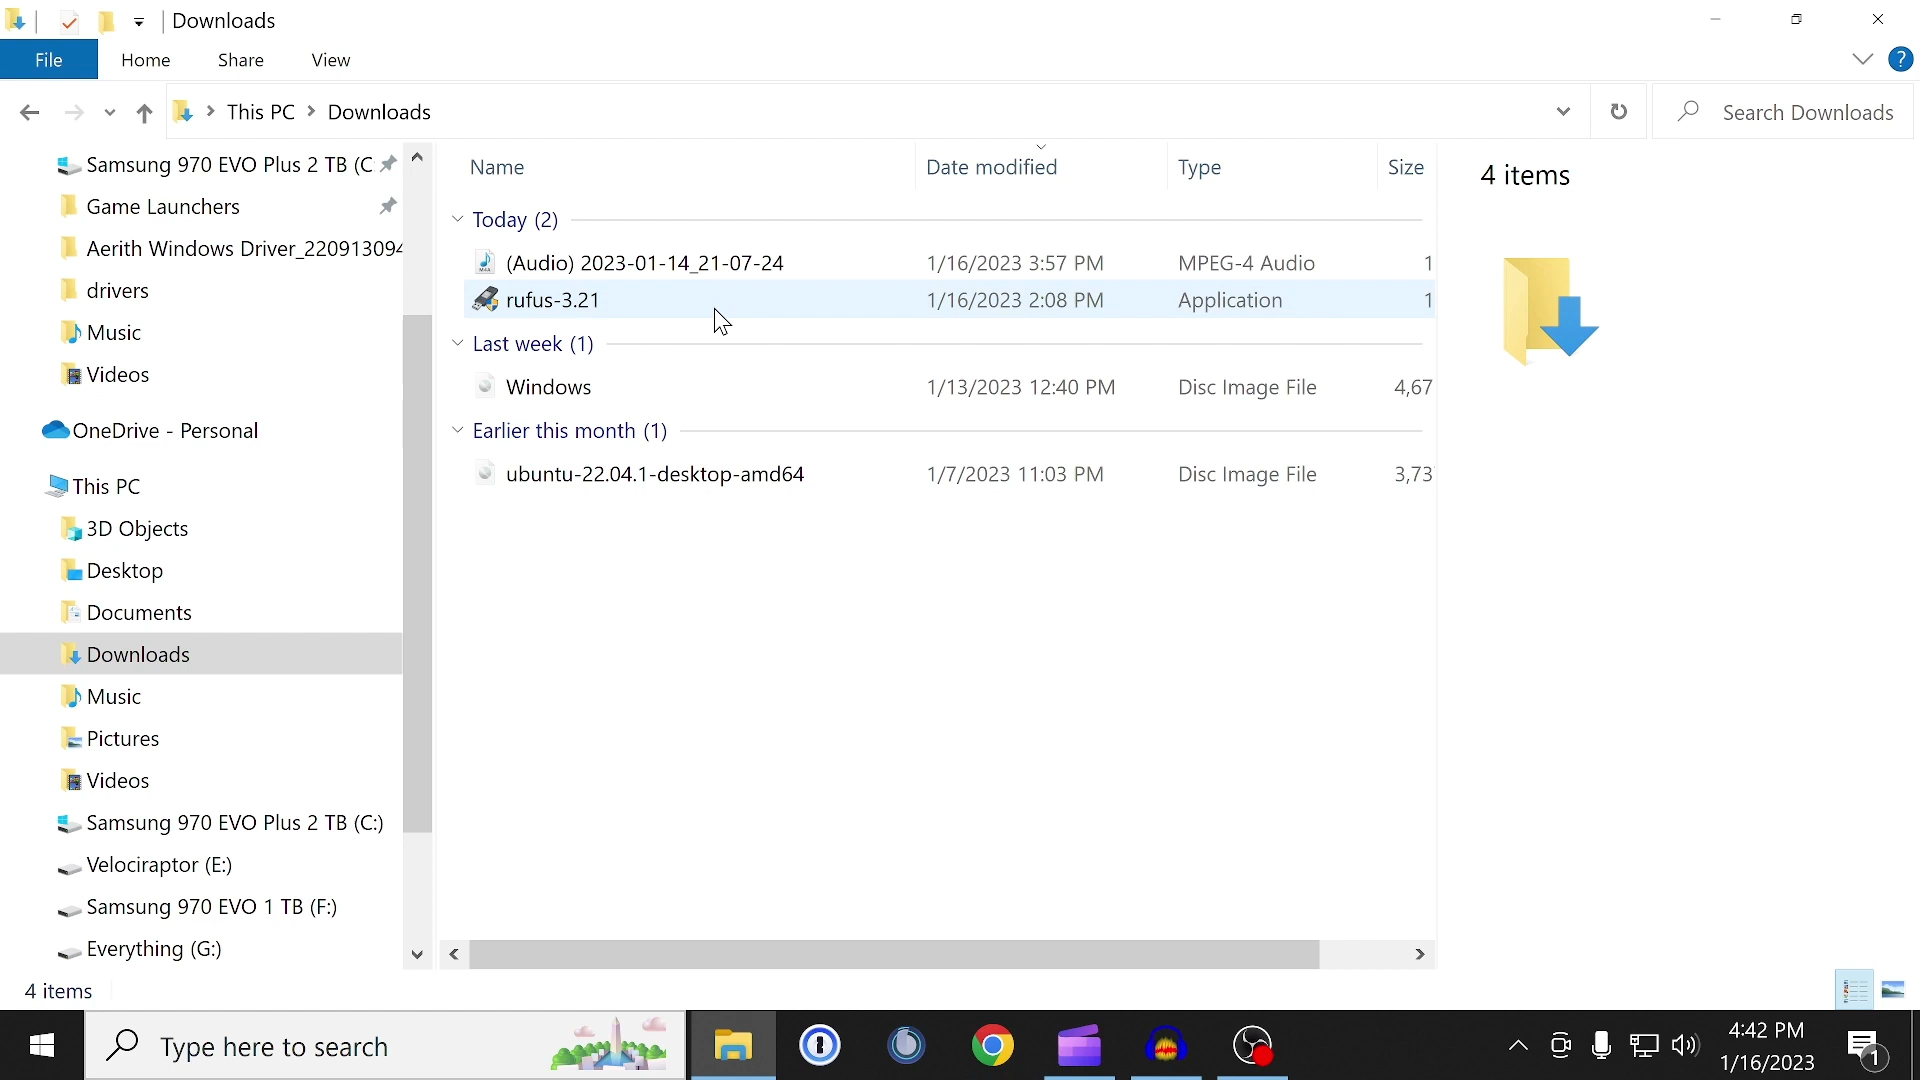 Downloads
File Home Share View
This PC Downloads
Search Downloads
Samsung 970 EVO Plus 2 TB (C
Game Launchers
Aerith Windows Driver_220913094
drivers
Music
Videos
OneDrive - Personal
This PC
3D Objects
Desktop
Documents
Downloads
Music
Pictures
Videos
Samsung 970 EVO Plus 2 TB (C:)
Velociraptor (E:)
Samsung 970 EVO 1 TB (F:)
Everything (G:)
Name Date modified Type Size
Today (2)
(Audio) 2023-01-14_21-07-24 1/16/2023 3:57 PM MPEG-4 Audio 1
rufus-3.21 1/16/2023 2:08 PM Application 1
Last week (1)
Windows 1/13/2023 12:40 PM Disc Image File 4,67
Earlier this month (1)
ubuntu-22.04.1-desktop-amd64 1/7/2023 11:03 PM Disc Image File 3,73
4 items
4 items
Type here to search
4:42 PM
1/16/2023
1